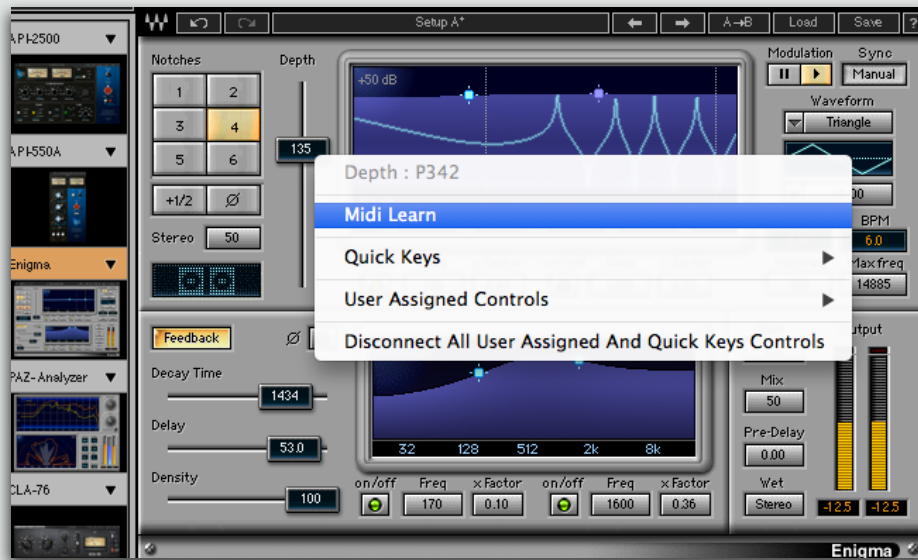 Setup A*
A→B
Load
Save
?
API-2500
API-550A
Enigma
PAZ-Analyzer
CLA-76
Notches
Depth
1
2
3
4
5
6
+1/2
Ø
Stereo
50
135
+50 dB
Modulation
Sync
Manual
Waveform
Triangle
00
BPM
6.0
Max freq
14885
Depth : P342
Midi Learn
Quick Keys
User Assigned Controls
Disconnect All User Assigned And Quick Keys Controls
Feedback
Ø
Decay Time
1434
Delay
53.0
Density
100
32 128 512 2k 8k
on/off Freq x Factor on/off Freq x Factor
170 0.10 1600 0.36
utput
Mix
50
Pre-Delay
0.00
Wet
Stereo
-12.5 -12.5
Enigma